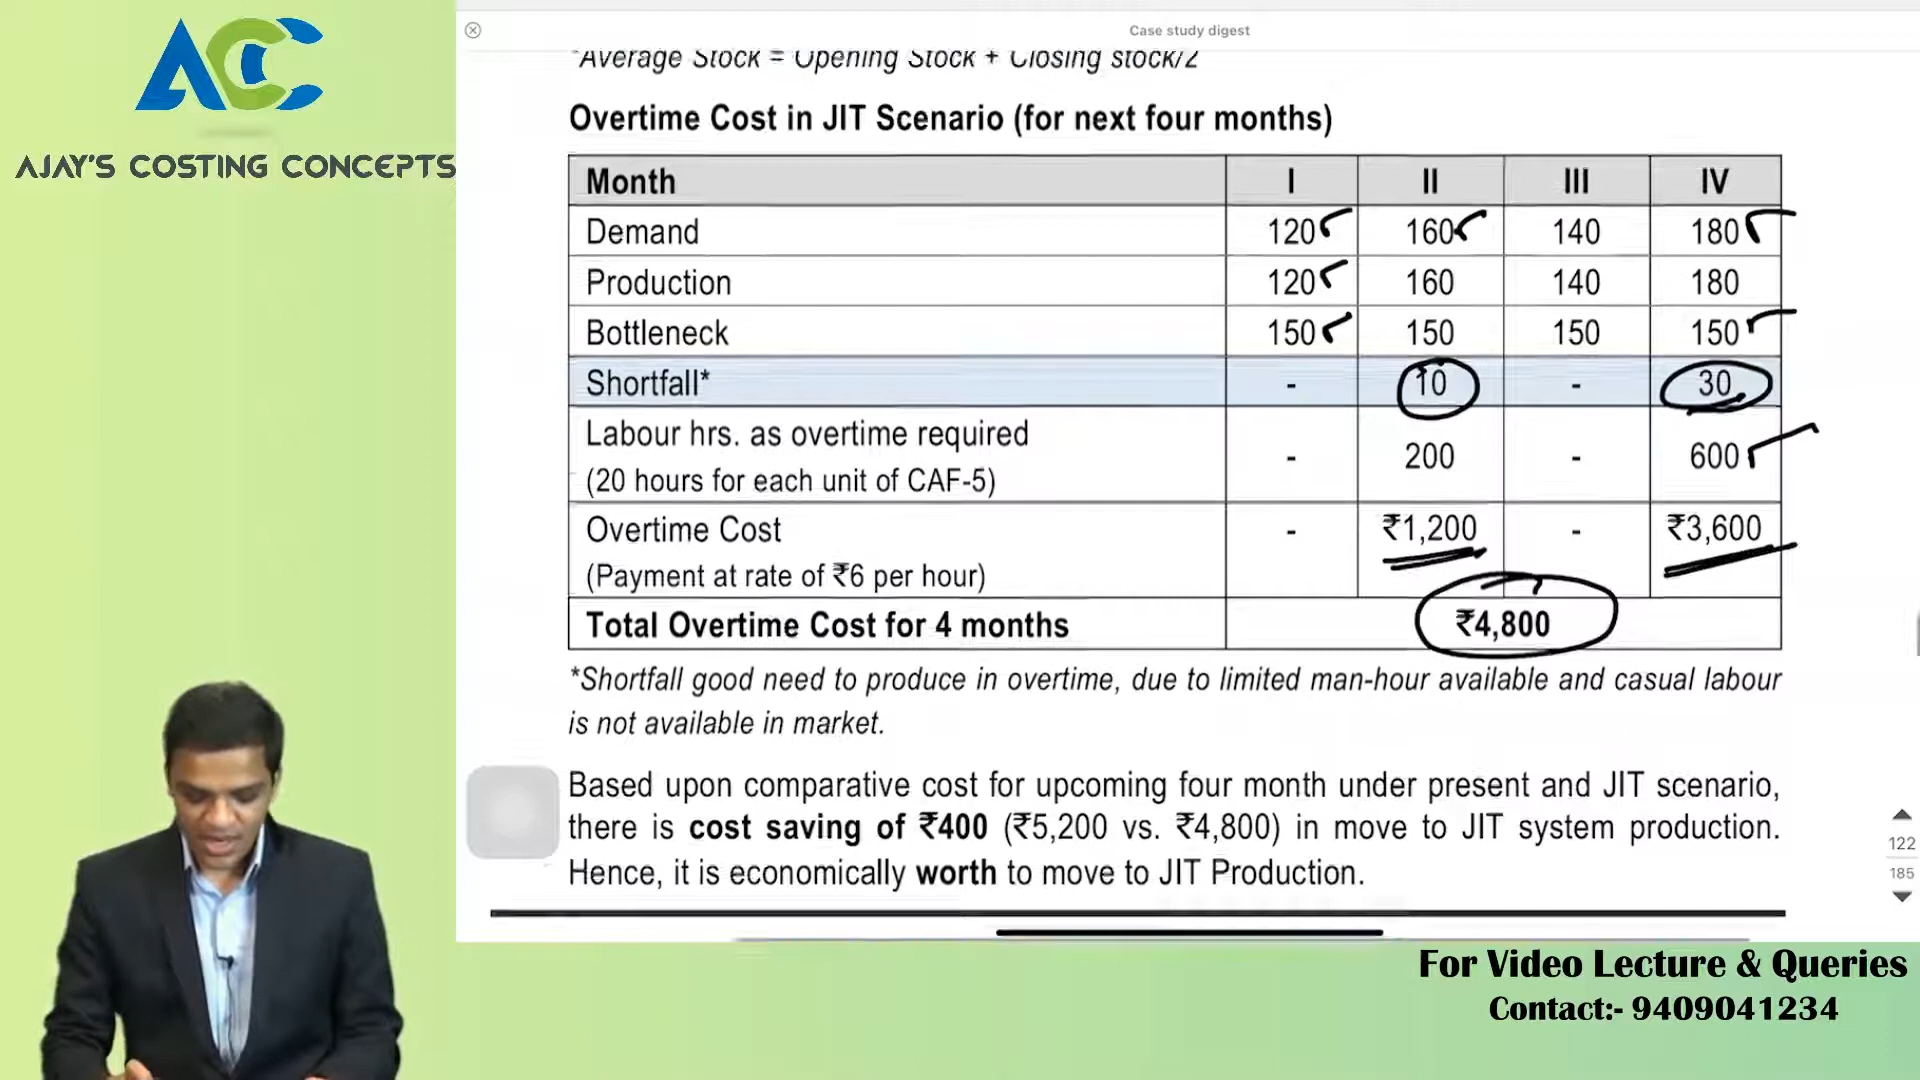 ACC
AJAY'S COSTING CONCEPTS
Case study digest
*Average Stock = Opening Stock + Closing stock/2
Overtime Cost in JIT Scenario (for next four months)
Month I II III IV
Demand 120 160 140 180
Production 120 160 140 180
Bottleneck 150 150 150 150
Shortfall* - 10 - 30
Labour hrs. as overtime required
(20 hours for each unit of CAF-5) - 200 - 600
Overtime Cost - ₹1,200 - ₹3,600
(Payment at rate of ₹6 per hour)
Total Overtime Cost for 4 months ₹4,800
*Shortfall good need to produce in overtime, due to limited man-hour available and casual labour
is not available in market.
Based upon comparative cost for upcoming four month under present and JIT scenario,
there is cost saving of ₹400 (₹5,200 vs. ₹4,800) in move to JIT system production.
Hence, it is economically worth to move to JIT Production.
122
185
For Video Lecture & Queries
Contact:- 9409041234